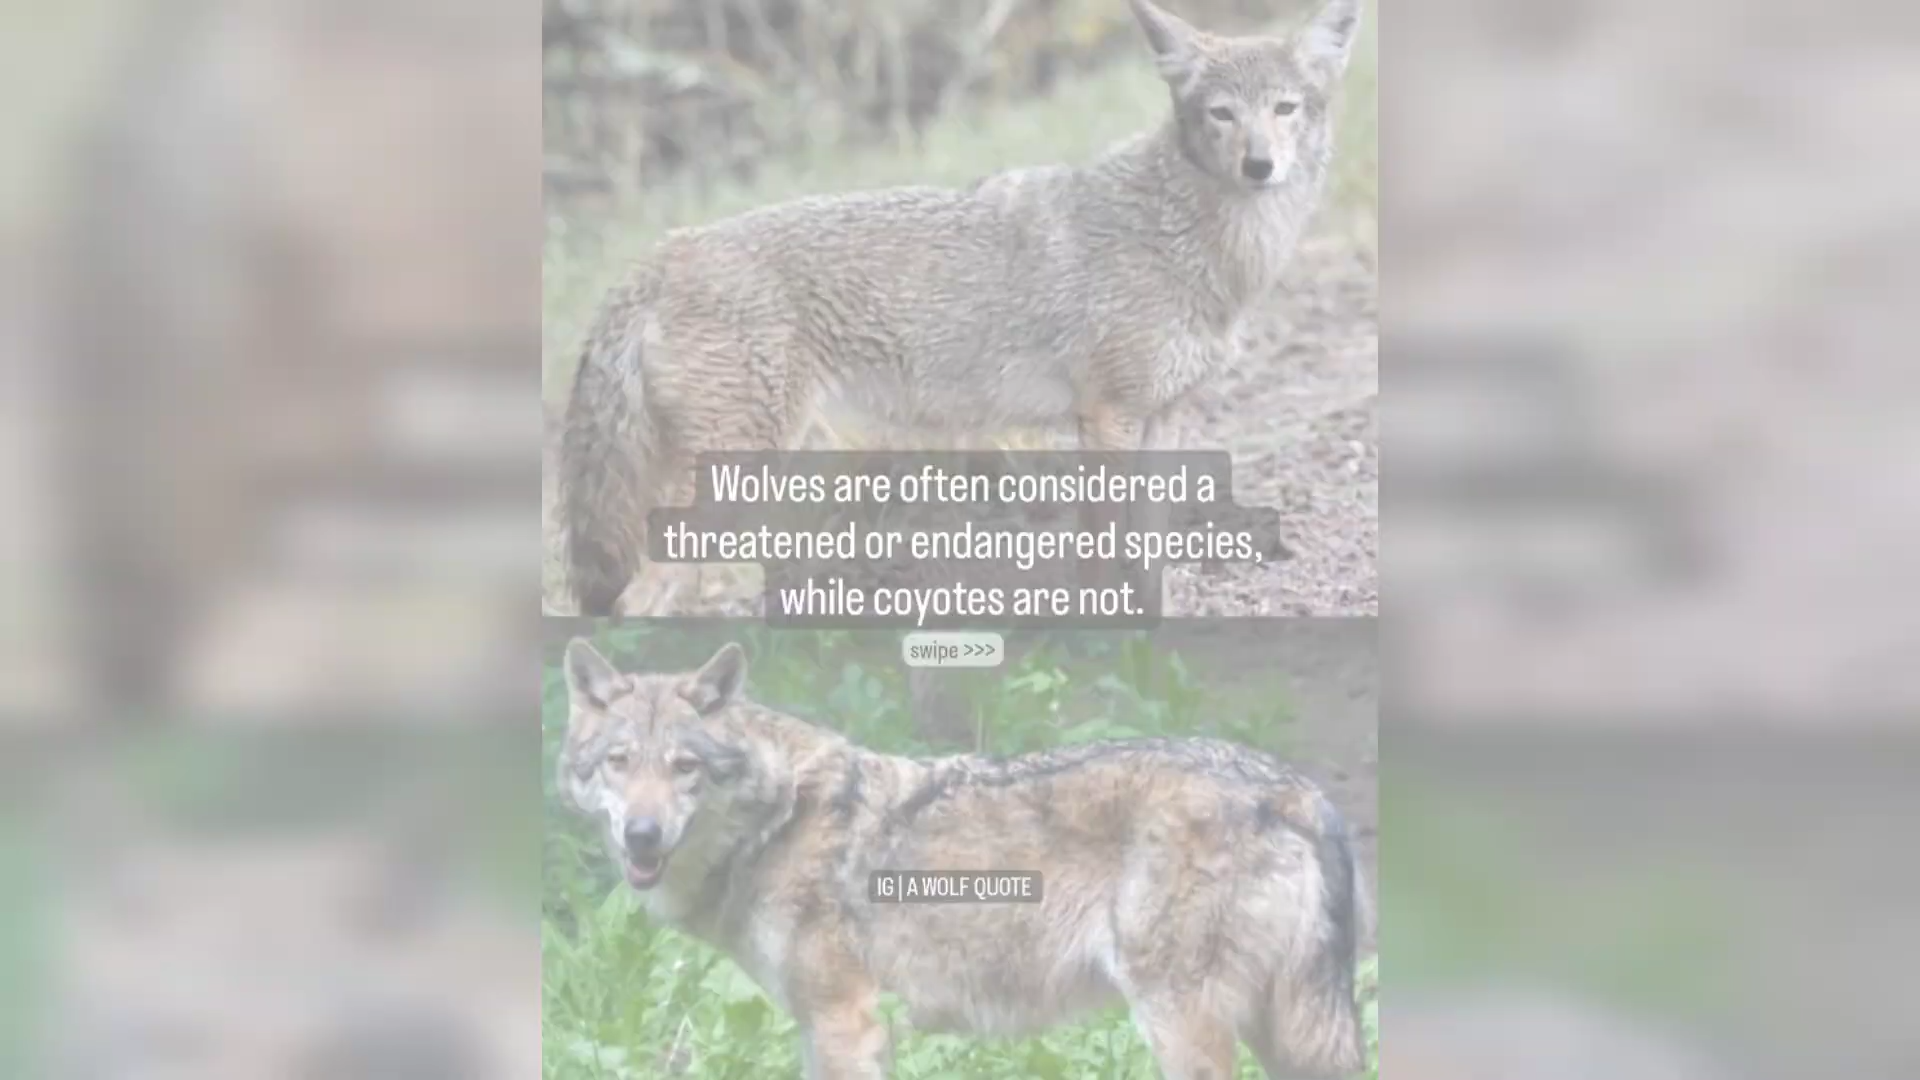 Wolves are often considered a
threatened or endangered species,
while coyotes are not.
swipe >>>
IG | A WOLF QUOTE